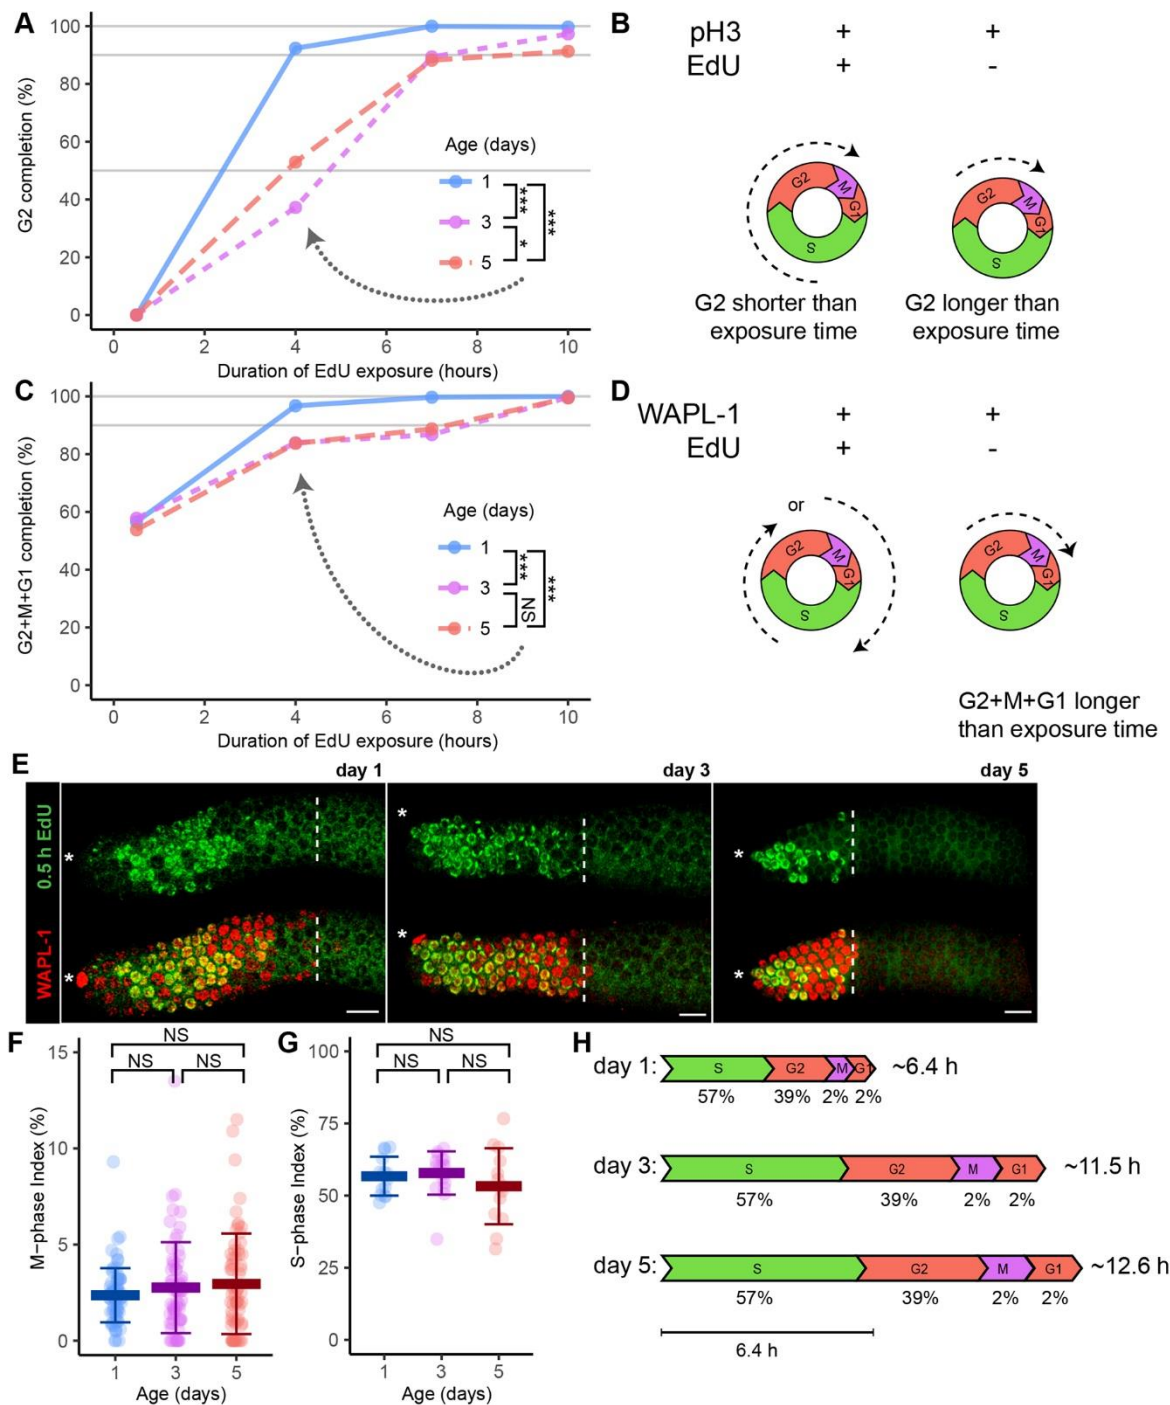 A
G2 completion (%)
100
80
60
40
20
0
0 2 4 6 8 10
Duration of EdU exposure (hours)
Age (days)
1
3
5
***
***
*
B
pH3 + +
EdU + -
G2 M G1 S
G2 M G1 S
G2 shorter than
exposure time
G2 longer than
exposure time
C
G2+M+G1 completion (%)
100
80
60
40
20
0
0 2 4 6 8 10
Duration of EdU exposure (hours)
Age (days)
1
3
5
***
***
NS
D
WAPL-1 + +
EdU + -
or
G2 M G1 S
G2 M G1 S
G2+M+G1 longer
than exposure time
E
day 1
day 3
day 5
0.5 h EdU
WAPL-1
* * *
* * *
F
M-phase Index (%)
15
10
5
0
NS
NS NS
1 3 5
Age (days)
G
S-phase Index (%)
100
75
50
25
0
NS
NS NS
1 3 5
Age (days)
H
day 1: S G2 M G1 ~6.4 h
57% 39% 2% 2%
day 3: S G2 M G1 ~11.5 h
57% 39% 2% 2%
day 5: S G2 M G1 ~12.6 h
57% 39% 2% 2%
6.4 h